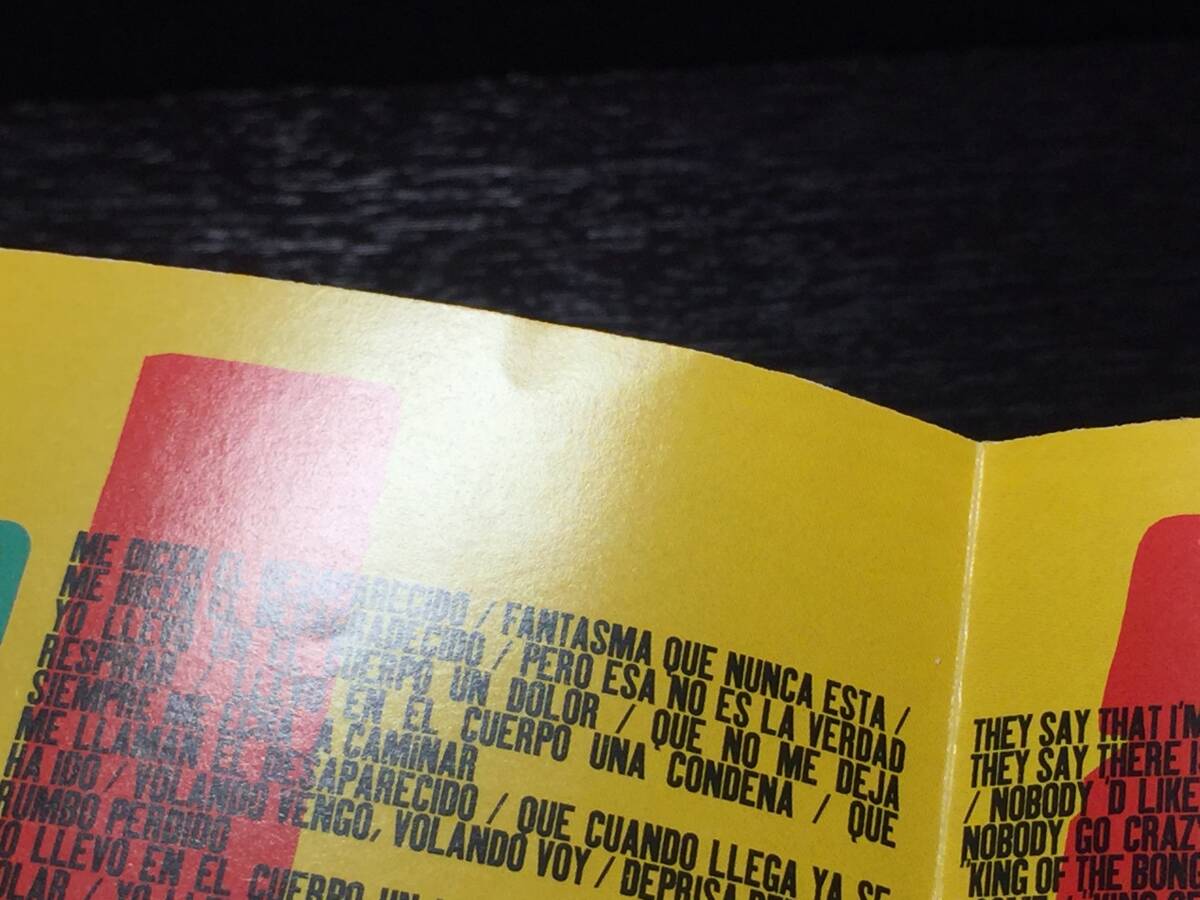 ME DICEN EL DESAPARECIDO / FANTASMA QUE NUNCA ESTA /
ME DICEN EL DESAGRADECIDO / PERO ESA NO ES LA VERDAD
YO LLEVO EN EL CUERPO UN DOLOR / QUE NO ME DEJA
RESPIRAR / LLEVO EN EL CUERPO UNA CONDENA / QUE
SIEMPRE ME ECHA A CAMINAR
ME LLAMAN EL DESAPARECIDO / QUE CUANDO LLEGA YA SE
HA IDO / VOLANDO VENGO, VOLANDO VOY / DEPRISA
RUMBO PERDIDO
O LLEVO EN EL CUERPO UN
OLAR /
THEY SAY THAT I'M
THEY SAY THERE
/ NOBODY 'D LIKE
NOBODY GO CRAZY
"KING OF THE BONG